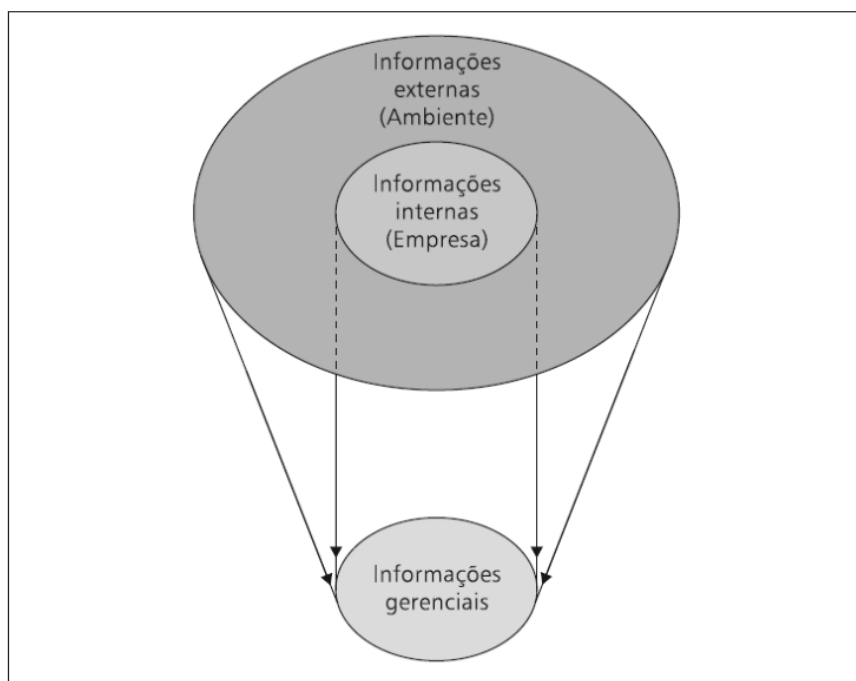 Informações
externas
(Ambiente)
Informações
internas
(Empresa)
Informações
gerenciais